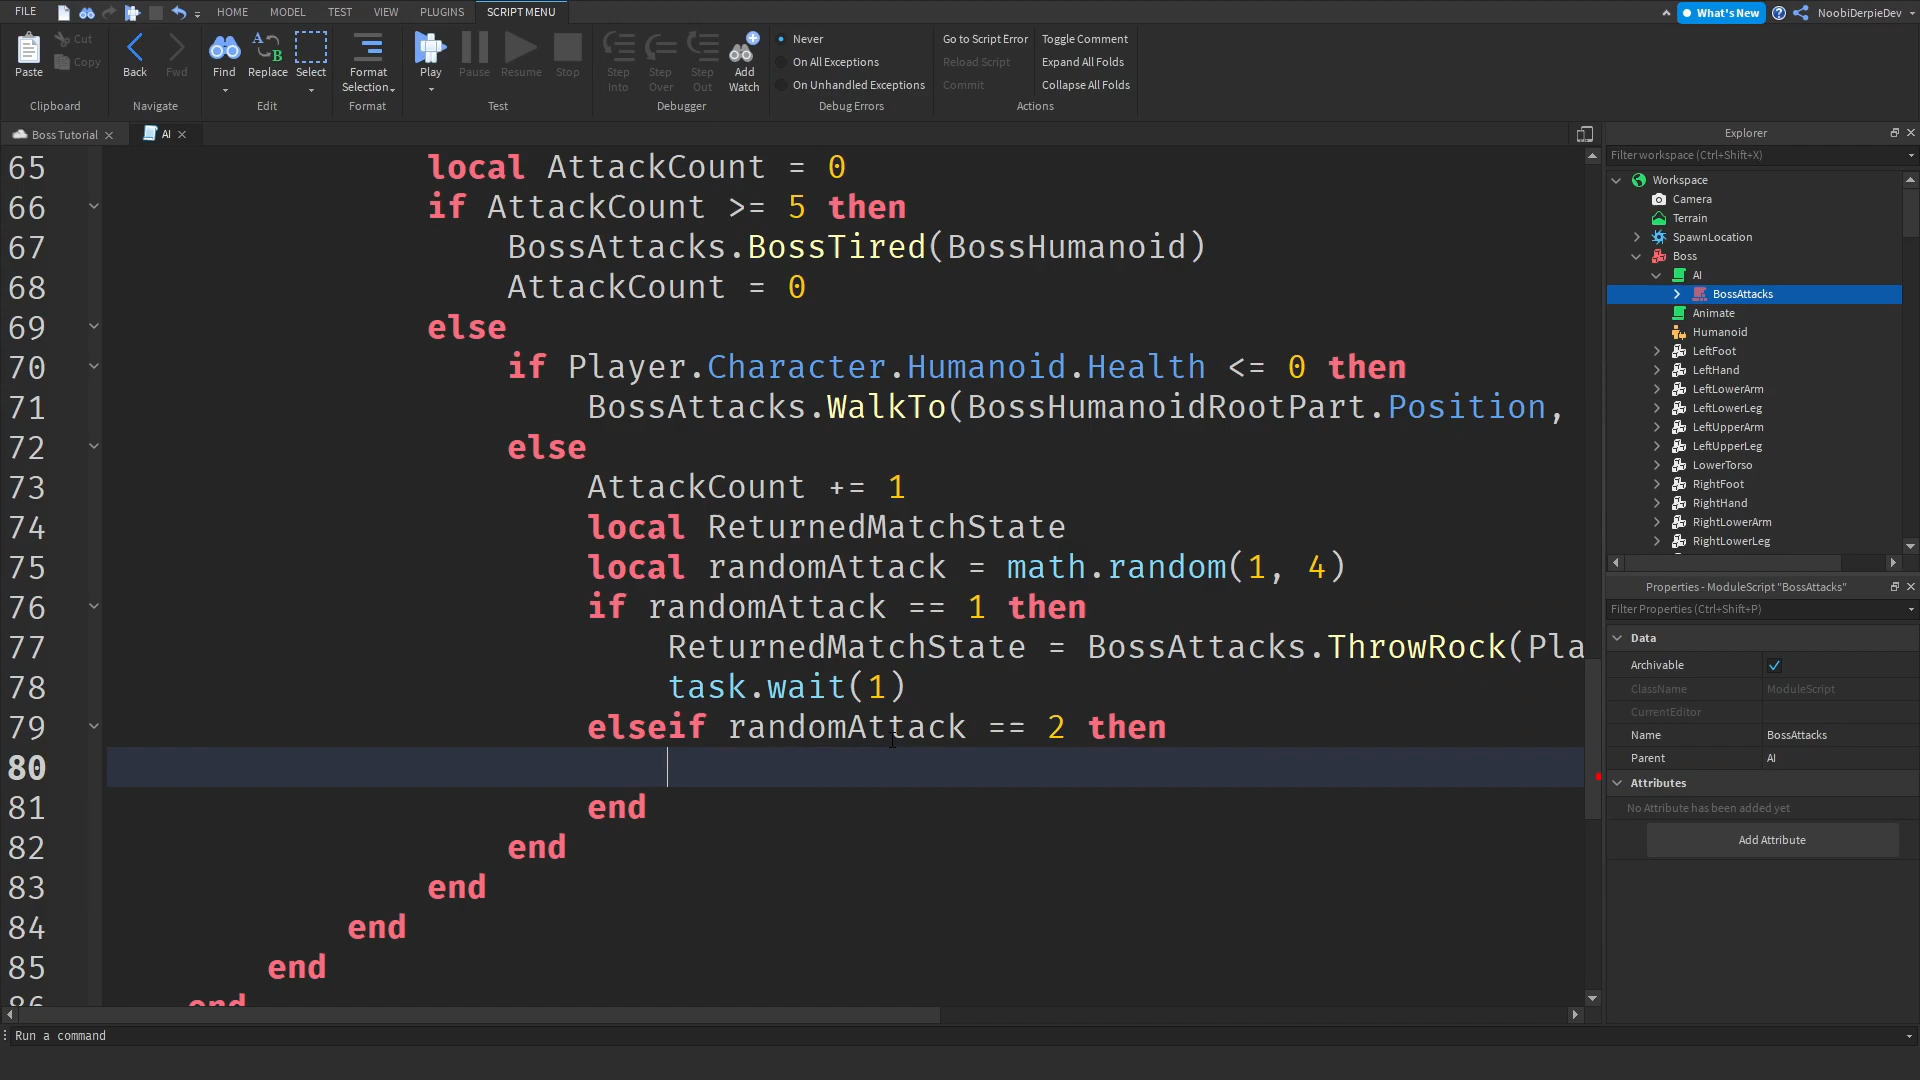 FILE HOME MODEL TEST VIEW PLUGINS SCRIPT MENU What's New NoobiDerpieDev
Paste Cut Copy Back Fwd Find Replace Select Format Selection Play Pause Resume Stop Step Into Step Over Step Out Add Watch
Never Go to Script Error Toggle Comment
On All Exceptions Reload Script Expand All Folds
On Unhandled Exceptions Commit Collapse All Folds
Clipboard Navigate Edit Format Test Debugger Debug Errors Actions
Boss Tutorial AI
65 local AttackCount = 0
66 if AttackCount >= 5 then
67 BossAttacks.BossTired(BossHumanoid)
68 AttackCount = 0
69 else
70 if Player.Character.Humanoid.Health <= 0 then
71 BossAttacks.WalkTo(BossHumanoidRootPart.Position,
72 else
73 AttackCount += 1
74 local ReturnedMatchState
75 local randomAttack = math.random(1, 4)
76 if randomAttack == 1 then
77 ReturnedMatchState = BossAttacks.ThrowRock(Pla
78 task.wait(1)
79 elseif randomAttack == 2 then
80
81 end
82 end
83 end
84 end
85 end
86 end
Run a command
Explorer
Filter workspace (Ctrl+Shift+X)
Workspace
Camera
Terrain
SpawnLocation
Boss
AI
BossAttacks
Animate
Humanoid
LeftFoot
LeftHand
LeftLowerArm
LeftLowerLeg
LeftUpperArm
LeftUpperLeg
LowerTorso
RightFoot
RightHand
RightLowerArm
RightLowerLeg
Properties - ModuleScript "BossAttacks"
Filter Properties (Ctrl+Shift+P)
Data
Archivable
ClassName ModuleScript
CurrentEditor
Name BossAttacks
Parent AI
Attributes
No Attribute has been added yet
Add Attribute